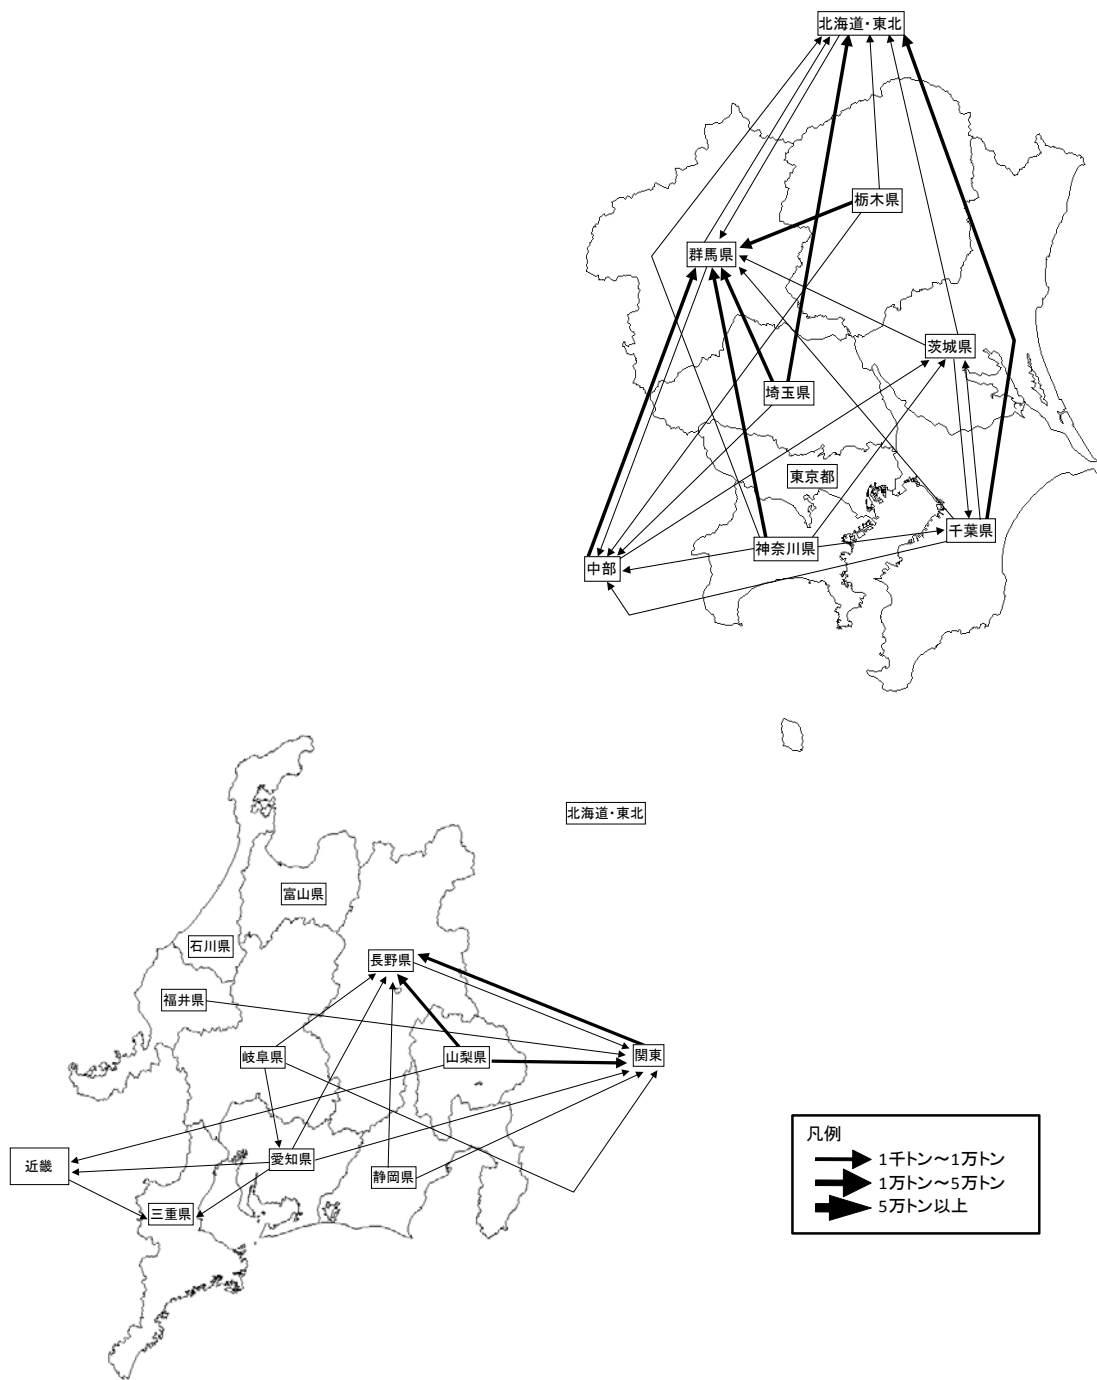 北海道・東北
栃木県
群馬県
茨城県
埼玉県
東京都
千葉県
神奈川県
中部
北海道・東北
富山県
石川県
長野県
福井県
岐阜県
山梨県
関東
近畿
愛知県
静岡県
三重県
凡例
1千トン～1万トン
1万トン～5万トン
5万トン以上